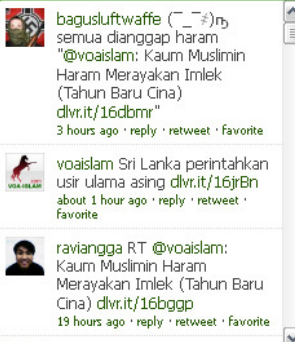 bagusluftwaffe (￣_￣҂)ҧ
semua dianggap haram
"@voaislam: Kaum Muslimin
Haram Merayakan Imlek
(Tahun Baru Cina)
dlvr.it/16dbmr"
3 hours ago · reply · retweet · favorite
voaislam Sri Lanka perintahkan
usir ulama asing dlvr.it/16jrBn
about 1 hour ago · reply · retweet ·
favorite
VOA-ISLAM
raviangga RT @voaislam:
Kaum Muslimin Haram
Merayakan Imlek (Tahun Baru
Cina) dlvr.it/16bggp
19 hours ago · reply · retweet · favorite